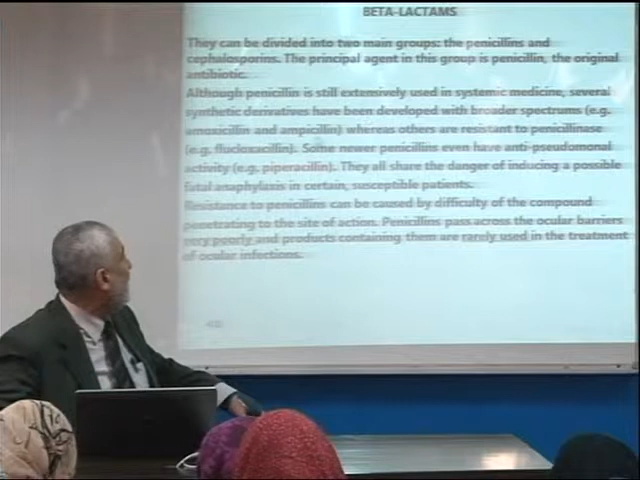 BETA-LACTAMS
They can be divided into two main groups: the penicillins and
cephalosporins. The principal agent in this group is penicillin, the original
antibiotic.
Although penicillin is still extensively used in systemic medicine, several
synthetic derivatives have been developed with broader spectrums (e.g.
amoxicillin and ampicillin) whereas others are resistant to penicillinase
(e.g. flucloxacillin). Some newer penicillins even have anti-pseudomonal
activity (e.g. piperacillin). They all share the danger of inducing a possible
fatal anaphylaxis in certain, susceptible patients.
Resistance to penicillins can be caused by difficulty of the compound
penetrating to the site of action. Penicillins pass across the ocular barriers
very poorly and products containing them are rarely used in the treatment
of ocular infections.